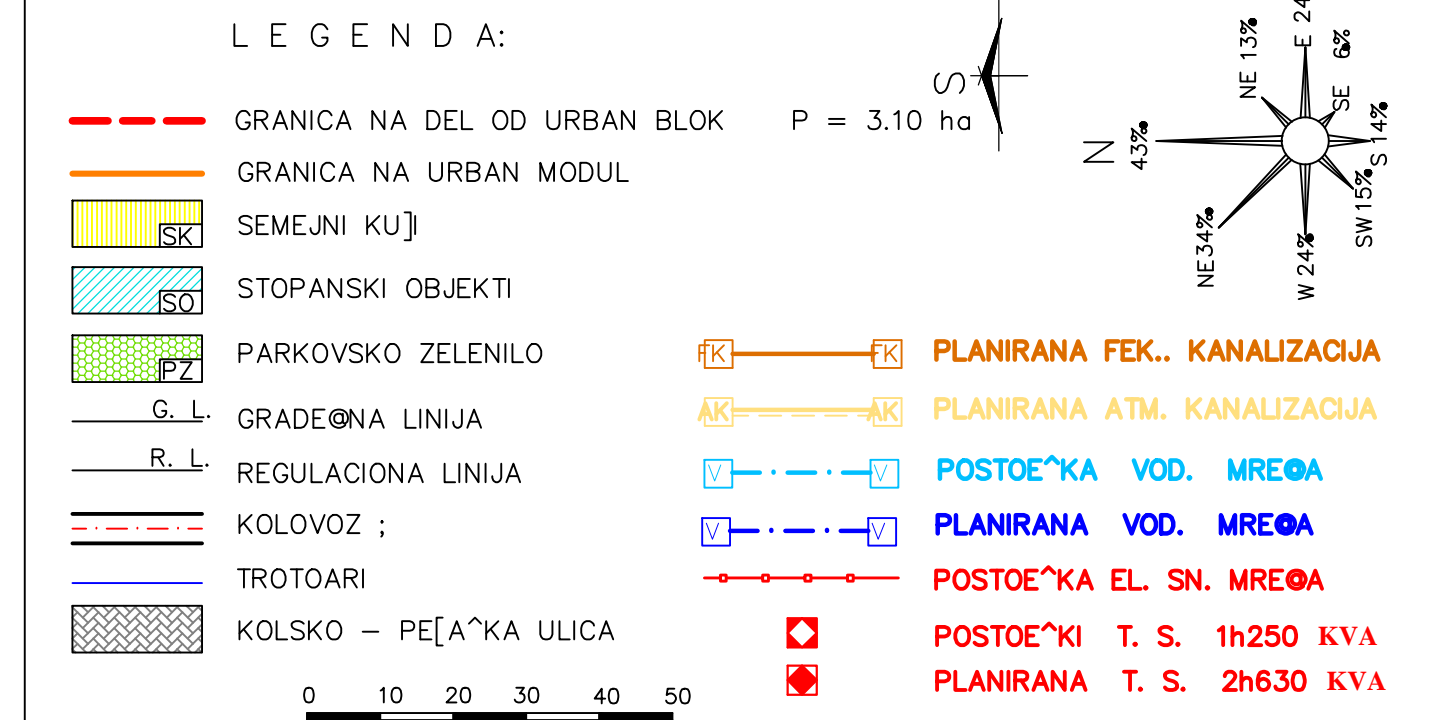 L E G E N D A:
GRANICA NA DEL OD URBAN BLOK P = 3.10 ha
GRANICA NA URBAN MODUL
SK SEMEJNI KU]I
SO STOPANSKI OBJEKTI
PZ PARKOVSKO ZELENILO
G. L. GRADE@NA LINIJA
R. L. REGULACIONA LINIJA
KOLOVOZ ;
TROTOARI
KOLSKO – PE[A^KA ULICA
0 10 20 30 40 50
S
N
43‰
NE 13‰
E 24
SE 6‰
S 14‰
SW15‰
W 24‰
NE34‰
FK FK PLANIRANA FEK.. KANALIZACIJA
AK AK PLANIRANA ATM. KANALIZACIJA
V V POSTOE^KA VOD. MRE@A
V V PLANIRANA VOD. MRE@A
POSTOE^KA EL. SN. MRE@A
POSTOE^KI T. S. 1h250 KVA
PLANIRANA T. S. 2h630 KVA